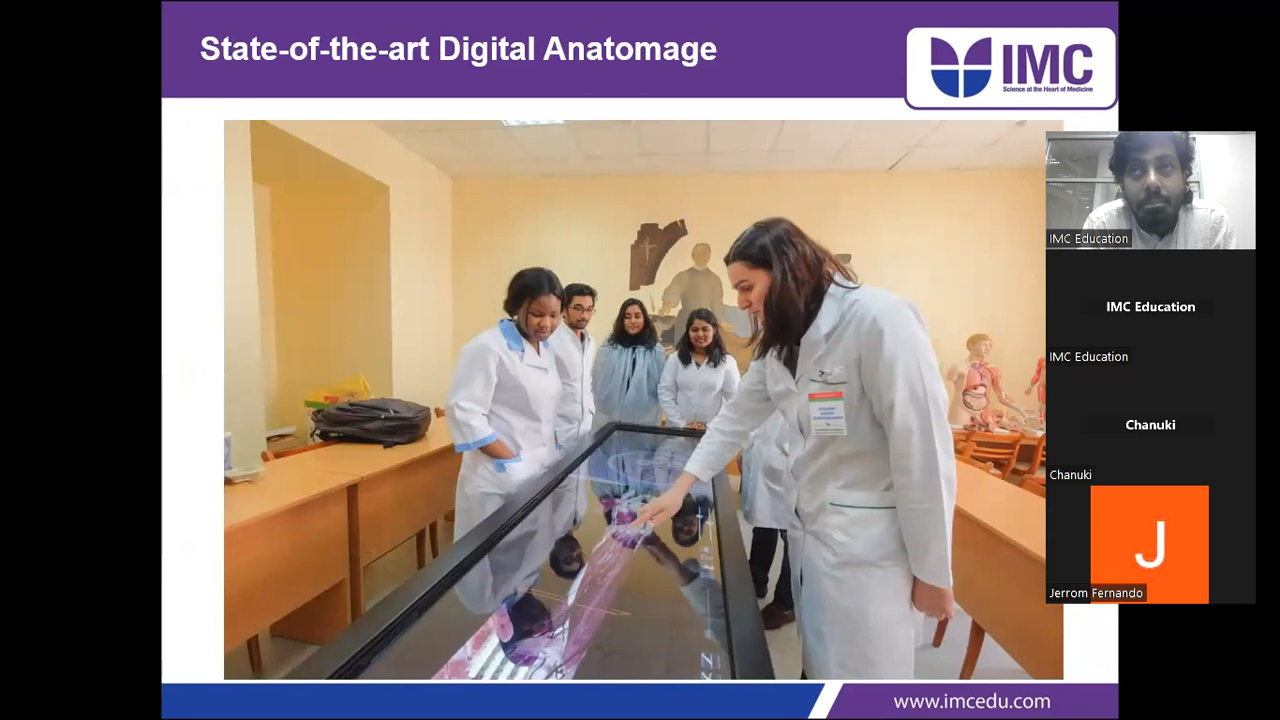 State-of-the-art Digital Anatomage
IMC
Science at the Heart of Medicine
IMC Education
IMC Education
IMC Education
Chanuki
Chanuki
J
Jerrom Fernando
www.imcedu.com